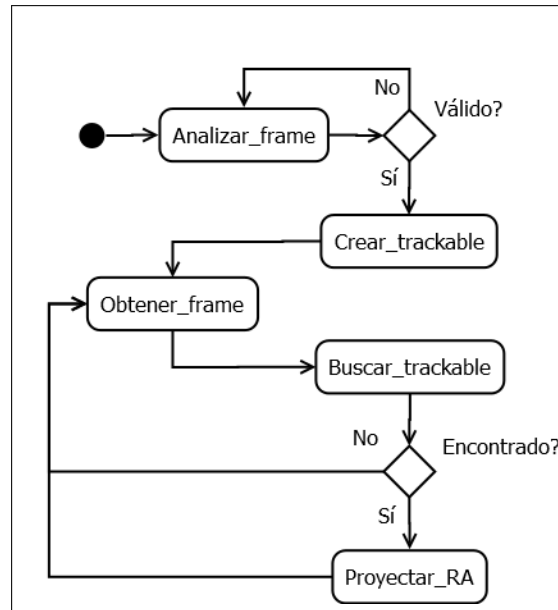 No
Válido?
Analizar_frame
Sí
Crear_trackable
Obtener_frame
Buscar_trackable
No
Encontrado?
Sí
Proyectar_RA